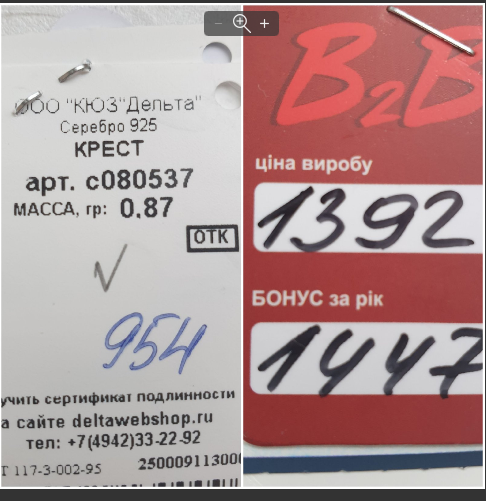 ООО "КЮЗ "Дельта"
Серебро 925
КРЕСТ
арт. с080537
МАССА, гр: 0.87
ОТК
954
учить сертификат подлинности
а сайте deltawebshop.ru
тел: +7(4942)33-22-92
Т 117-3-002-95 25000911300
B2B
ціна виробу
1392
БОНУС за рік
1447